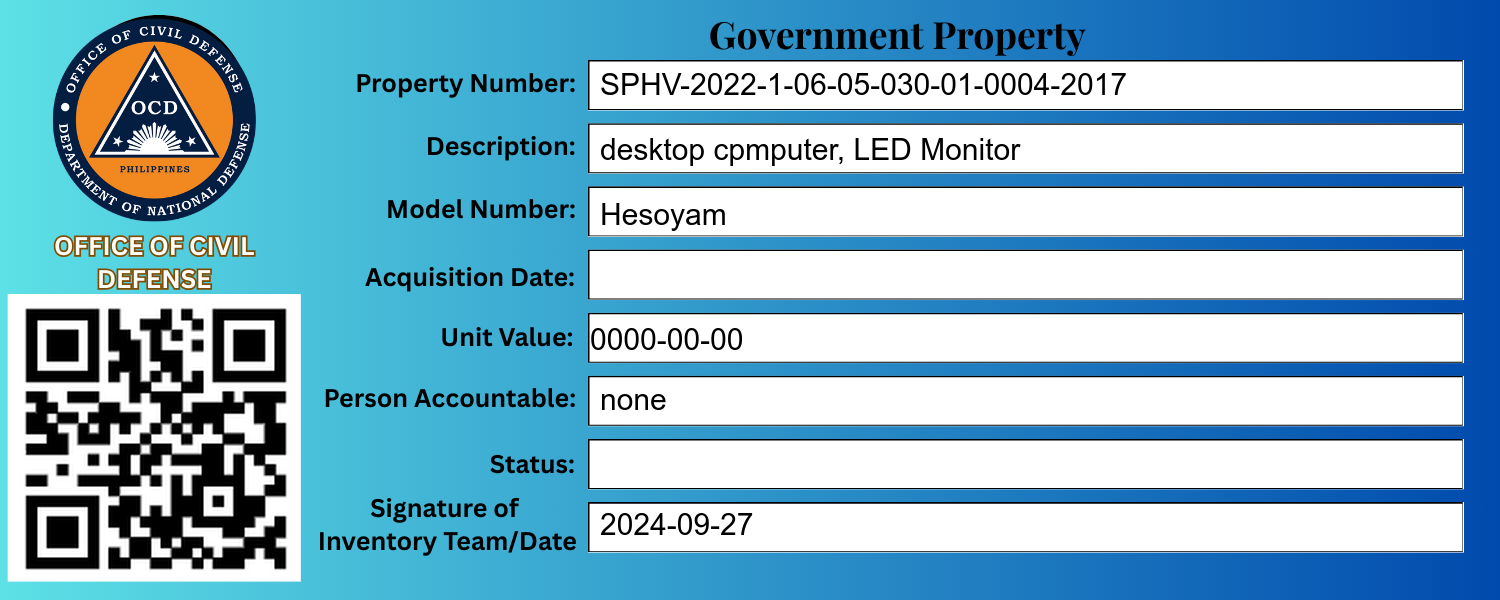 OFFICE OF CIVIL DEFENSE
DEPARTMENT OF NATIONAL DEFENSE
OCD
PHILIPPINES
OFFICE OF CIVIL
DEFENSE
Government Property
Property Number: SPHV-2022-1-06-05-030-01-0004-2017
Description: desktop cpmputer, LED Monitor
Model Number: Hesoyam
Acquisition Date:
Unit Value: 0000-00-00
Person Accountable: none
Status:
Signature of
Inventory Team/Date 2024-09-27